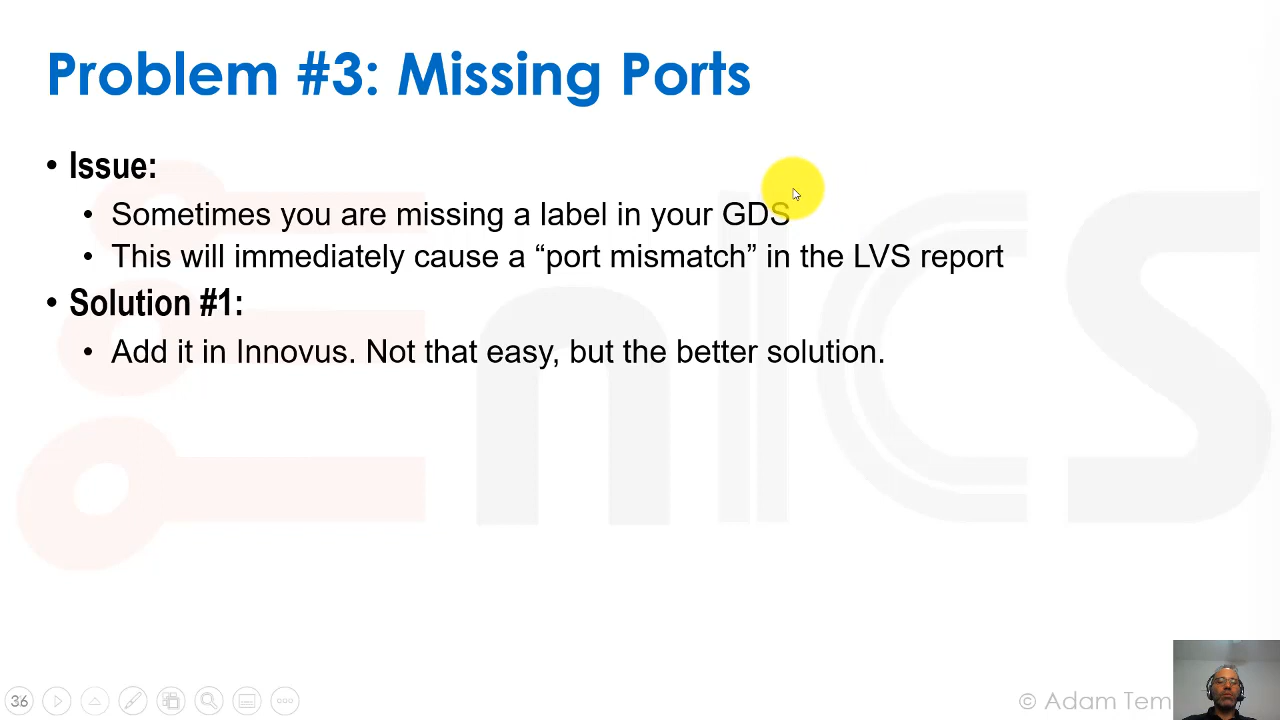 Problem #3: Missing Ports
• Issue:
• Sometimes you are missing a label in your GDS
• This will immediately cause a “port mismatch” in the LVS report
• Solution #1:
• Add it in Innovus. Not that easy, but the better solution.
nICS
36
© Adam Tem